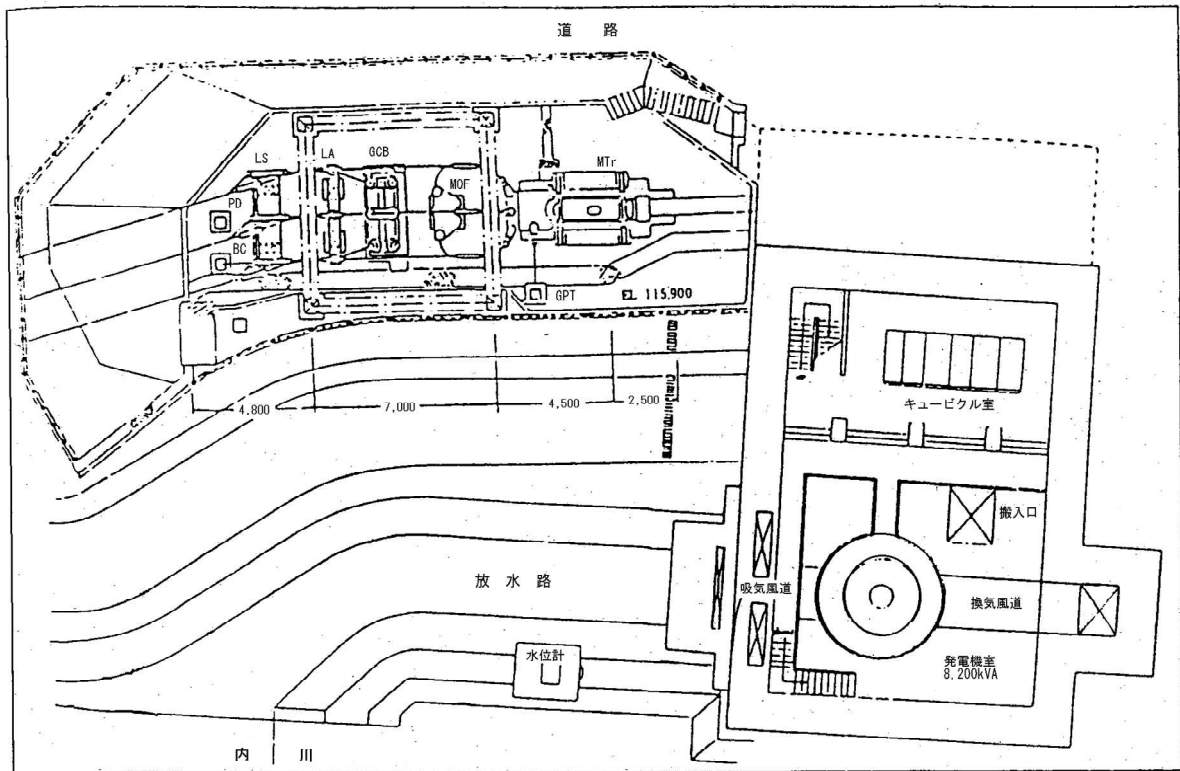 道 路
LS
LA
GCB
MTr
PD
MOF
BC
GPT
EL 115.900
4.800
7,000
4,500
2,500
キュービクル室
搬入口
放 水 路
吸気風道
換気風道
水位計
発電機室
8.200kVA
内 川